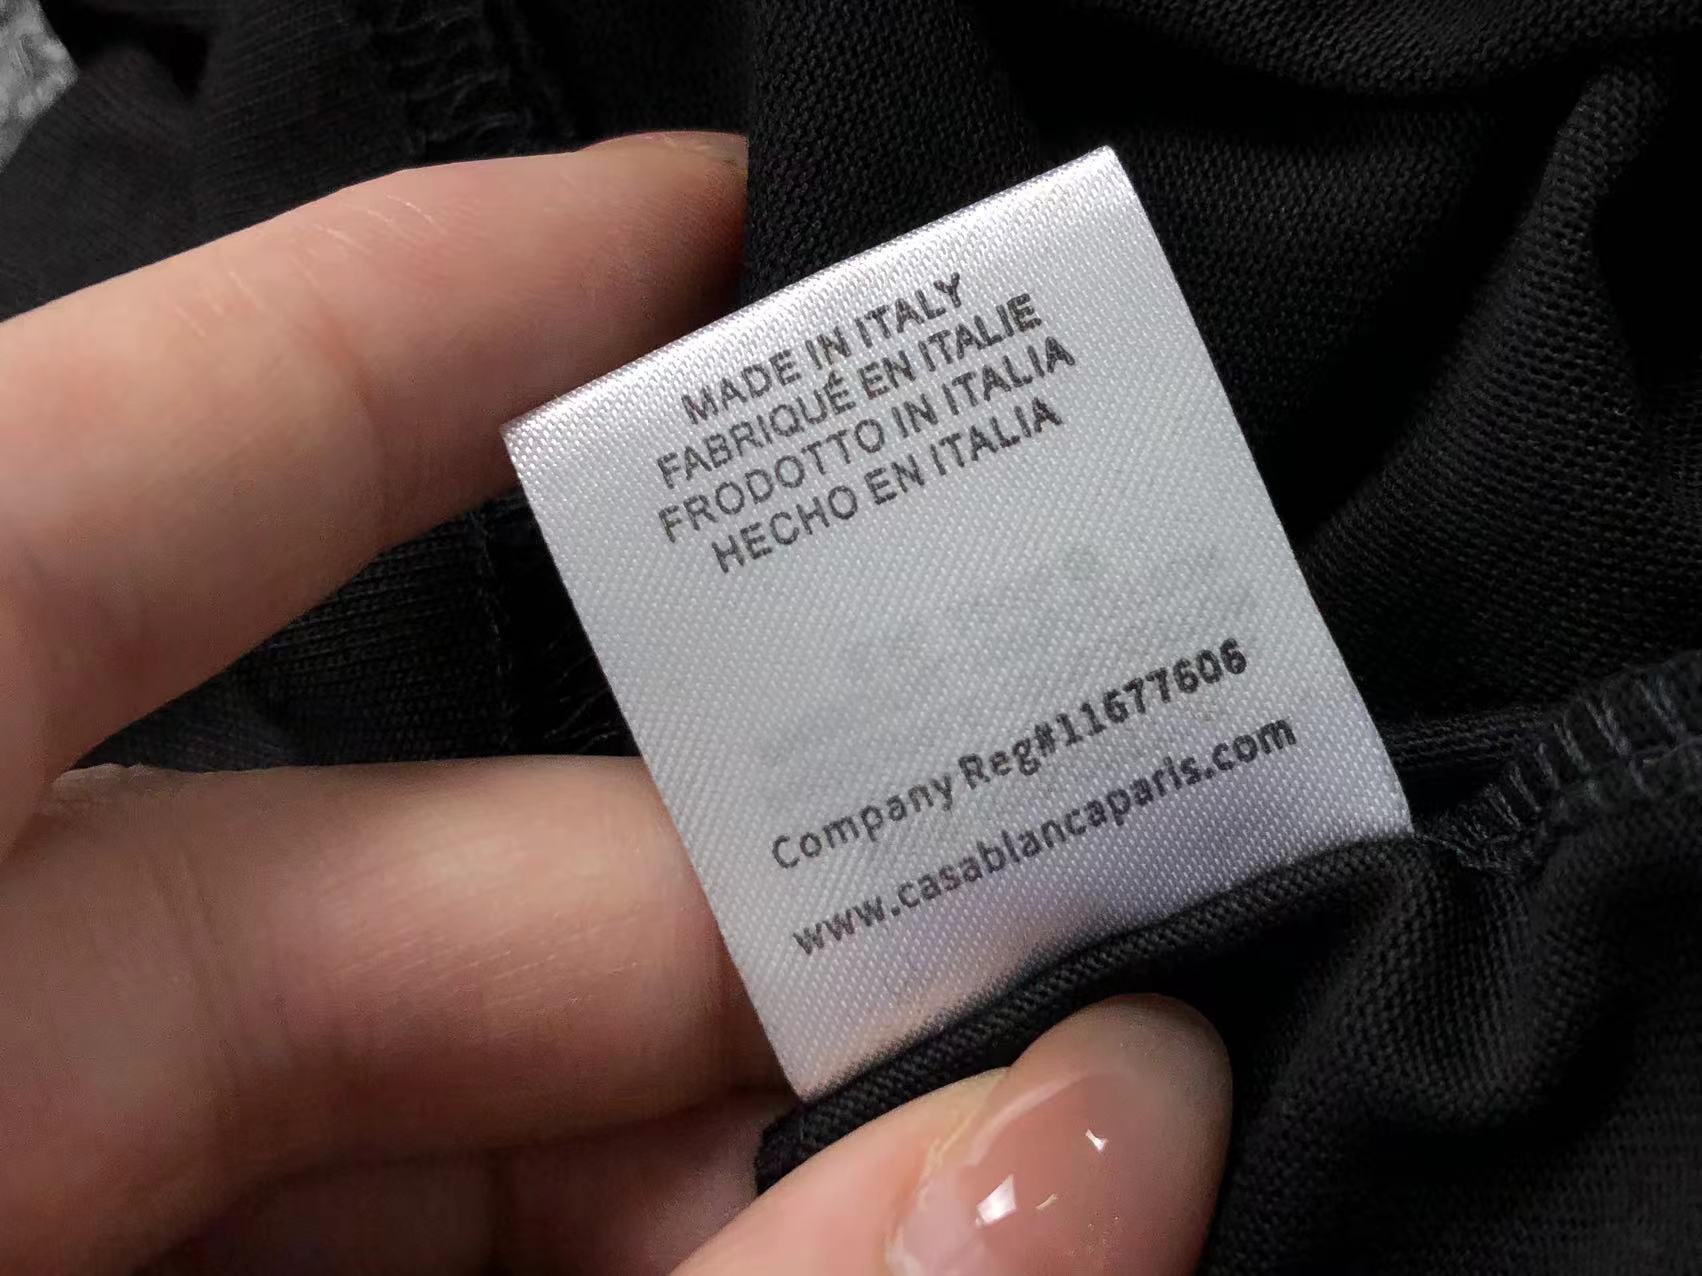 MADE IN ITALY
FABRIQUÉ EN ITALIE
FRODOTTO IN ITALIA
HECHO EN ITALIA
Company Reg#11677606
www.casablancaparis.com